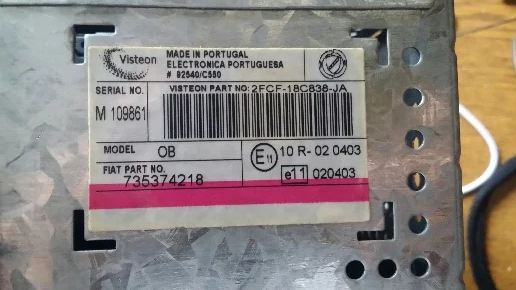 Visteon
MADE IN PORTUGAL
ELECTRONICA PORTUGUESA
# 92540/C550
SERIAL NO.
M 109861
VISTEON PART NO: 2FCF-18C838-JA
MODEL OB
E11 10 R- 02 0403
FIAT PART NO.
735374218
e11 020403